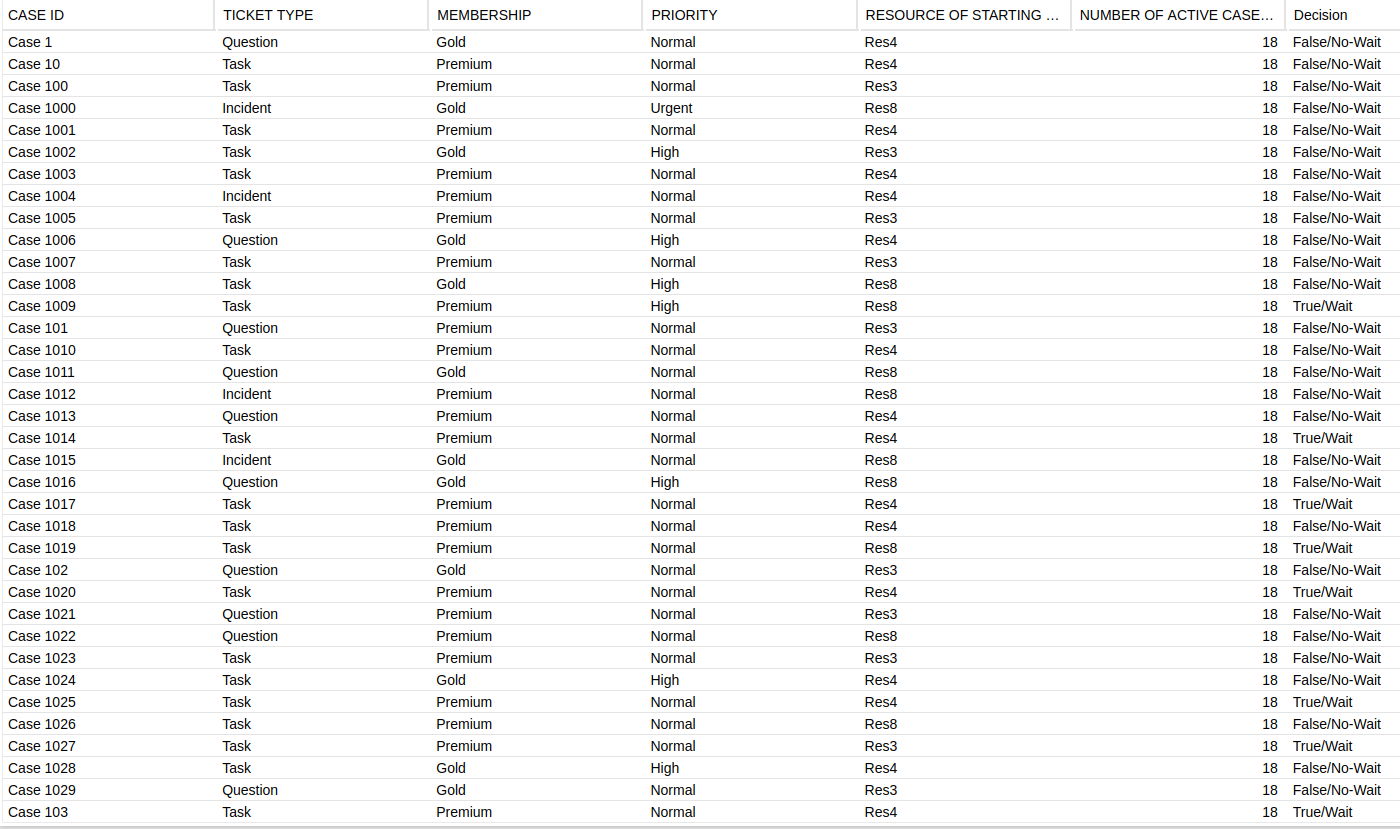 CASE ID TICKET TYPE MEMBERSHIP PRIORITY RESOURCE OF STARTING ... NUMBER OF ACTIVE CASE... Decision
Case 1 Question Gold Normal Res4 18 False/No-Wait
Case 10 Task Premium Normal Res4 18 False/No-Wait
Case 100 Task Premium Normal Res3 18 False/No-Wait
Case 1000 Incident Gold Urgent Res8 18 False/No-Wait
Case 1001 Task Premium Normal Res4 18 False/No-Wait
Case 1002 Task Gold High Res3 18 False/No-Wait
Case 1003 Task Premium Normal Res4 18 False/No-Wait
Case 1004 Incident Premium Normal Res4 18 False/No-Wait
Case 1005 Task Premium Normal Res3 18 False/No-Wait
Case 1006 Question Gold High Res4 18 False/No-Wait
Case 1007 Task Premium Normal Res3 18 False/No-Wait
Case 1008 Task Gold High Res8 18 False/No-Wait
Case 1009 Task Premium High Res8 18 True/Wait
Case 101 Question Premium Normal Res3 18 False/No-Wait
Case 1010 Task Premium Normal Res4 18 False/No-Wait
Case 1011 Question Gold Normal Res8 18 False/No-Wait
Case 1012 Incident Premium Normal Res8 18 False/No-Wait
Case 1013 Question Premium Normal Res4 18 False/No-Wait
Case 1014 Task Premium Normal Res4 18 True/Wait
Case 1015 Incident Gold Normal Res8 18 False/No-Wait
Case 1016 Question Gold High Res8 18 False/No-Wait
Case 1017 Task Premium Normal Res4 18 True/Wait
Case 1018 Task Premium Normal Res4 18 False/No-Wait
Case 1019 Task Premium Normal Res8 18 True/Wait
Case 102 Question Gold Normal Res3 18 False/No-Wait
Case 1020 Task Premium Normal Res4 18 True/Wait
Case 1021 Question Premium Normal Res3 18 False/No-Wait
Case 1022 Question Premium Normal Res8 18 False/No-Wait
Case 1023 Task Premium Normal Res3 18 False/No-Wait
Case 1024 Task Gold High Res4 18 False/No-Wait
Case 1025 Task Premium Normal Res4 18 True/Wait
Case 1026 Task Premium Normal Res8 18 False/No-Wait
Case 1027 Task Premium Normal Res3 18 True/Wait
Case 1028 Task Gold High Res4 18 False/No-Wait
Case 1029 Question Gold Normal Res3 18 False/No-Wait
Case 103 Task Premium Normal Res4 18 True/Wait